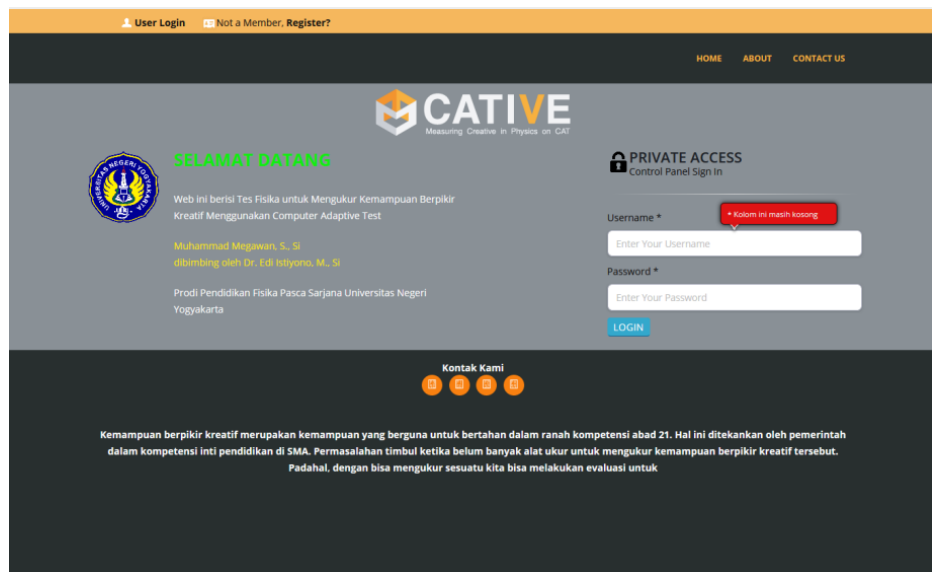 User Login Not a Member, Register?
HOME ABOUT CONTACT US
CATIVE
Measuring Creative in Physics on CAT
UNIVERSITAS NEGERI YOGYAKARTA
SELAMAT DATANG
Web ini berisi Tes Fisika untuk Mengukur Kemampuan Berpikir
Kreatif Menggunakan Computer Adaptive Test
Muhammad Megawan, S., Si
dibimbing oleh Dr. Edi Istiyono, M., Si
Prodi Pendidikan Fisika Pasca Sarjana Universitas Negeri
Yogyakarta
PRIVATE ACCESS
Control Panel Sign In
Username *
* Kolom ini masih kosong
Enter Your Username
Password *
Enter Your Password
LOGIN
Kontak Kami
Kemampuan berpikir kreatif merupakan kemampuan yang berguna untuk bertahan dalam ranah kompetensi abad 21. Hal ini ditekankan oleh pemerintah
dalam kompetensi inti pendidikan di SMA. Permasalahan timbul ketika belum banyak alat ukur untuk mengukur kemampuan berpikir kreatif tersebut.
Padahal, dengan bisa mengukur sesuatu kita bisa melakukan evaluasi untuk